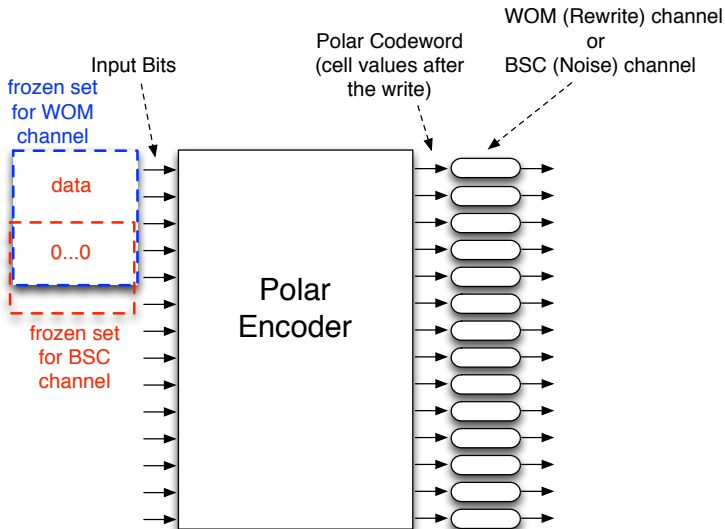 WOM (Rewrite) channel
or
BSC (Noise) channel
Polar Codeword
(cell values after
the write)
Input Bits
frozen set
for WOM
channel
data
0...0
frozen set
for BSC
channel
Polar
Encoder